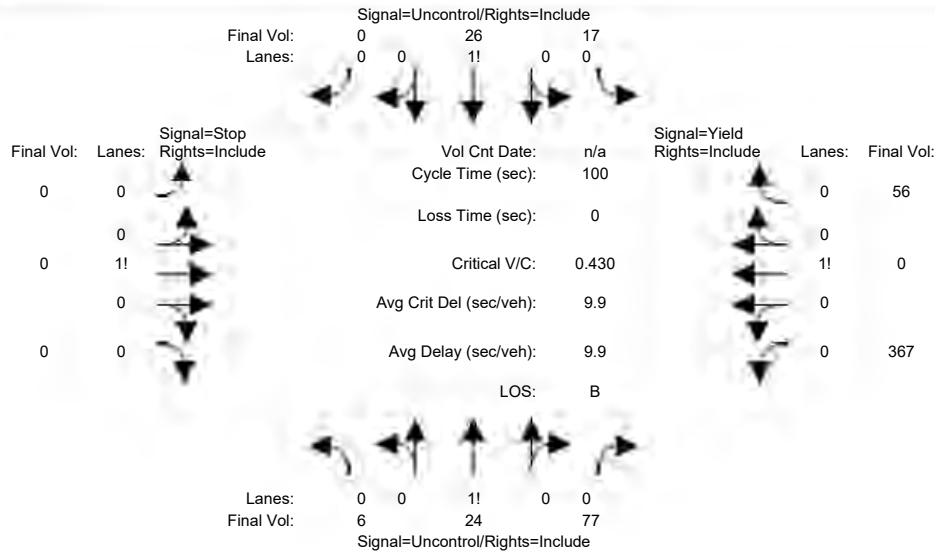 Signal=Uncontrol/Rights=Include
Final Vol: 0 26 17
Lanes: 0 0 1! 0 0
Signal=Stop Signal=Yield
Final Vol: Lanes: Rights=Include Vol Cnt Date: n/a Rights=Include Lanes: Final Vol:
Cycle Time (sec): 100
0 0 0 56
Loss Time (sec): 0
0 0
0 1! Critical V/C: 0.430 1! 0
0 Avg Crit Del (sec/veh): 9.9 0
0 0 Avg Delay (sec/veh): 9.9 0 367
LOS: B
Lanes: 0 0 1! 0 0
Final Vol: 6 24 77
Signal=Uncontrol/Rights=Include